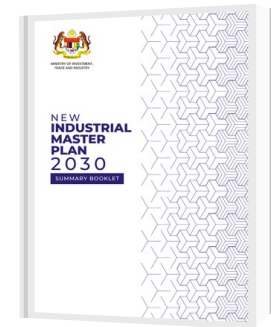 MINISTRY OF INVESTMENT,
TRADE AND INDUSTRY
NEW
INDUSTRIAL
MASTER
PLAN
2030
SUMMARY BOOKLET